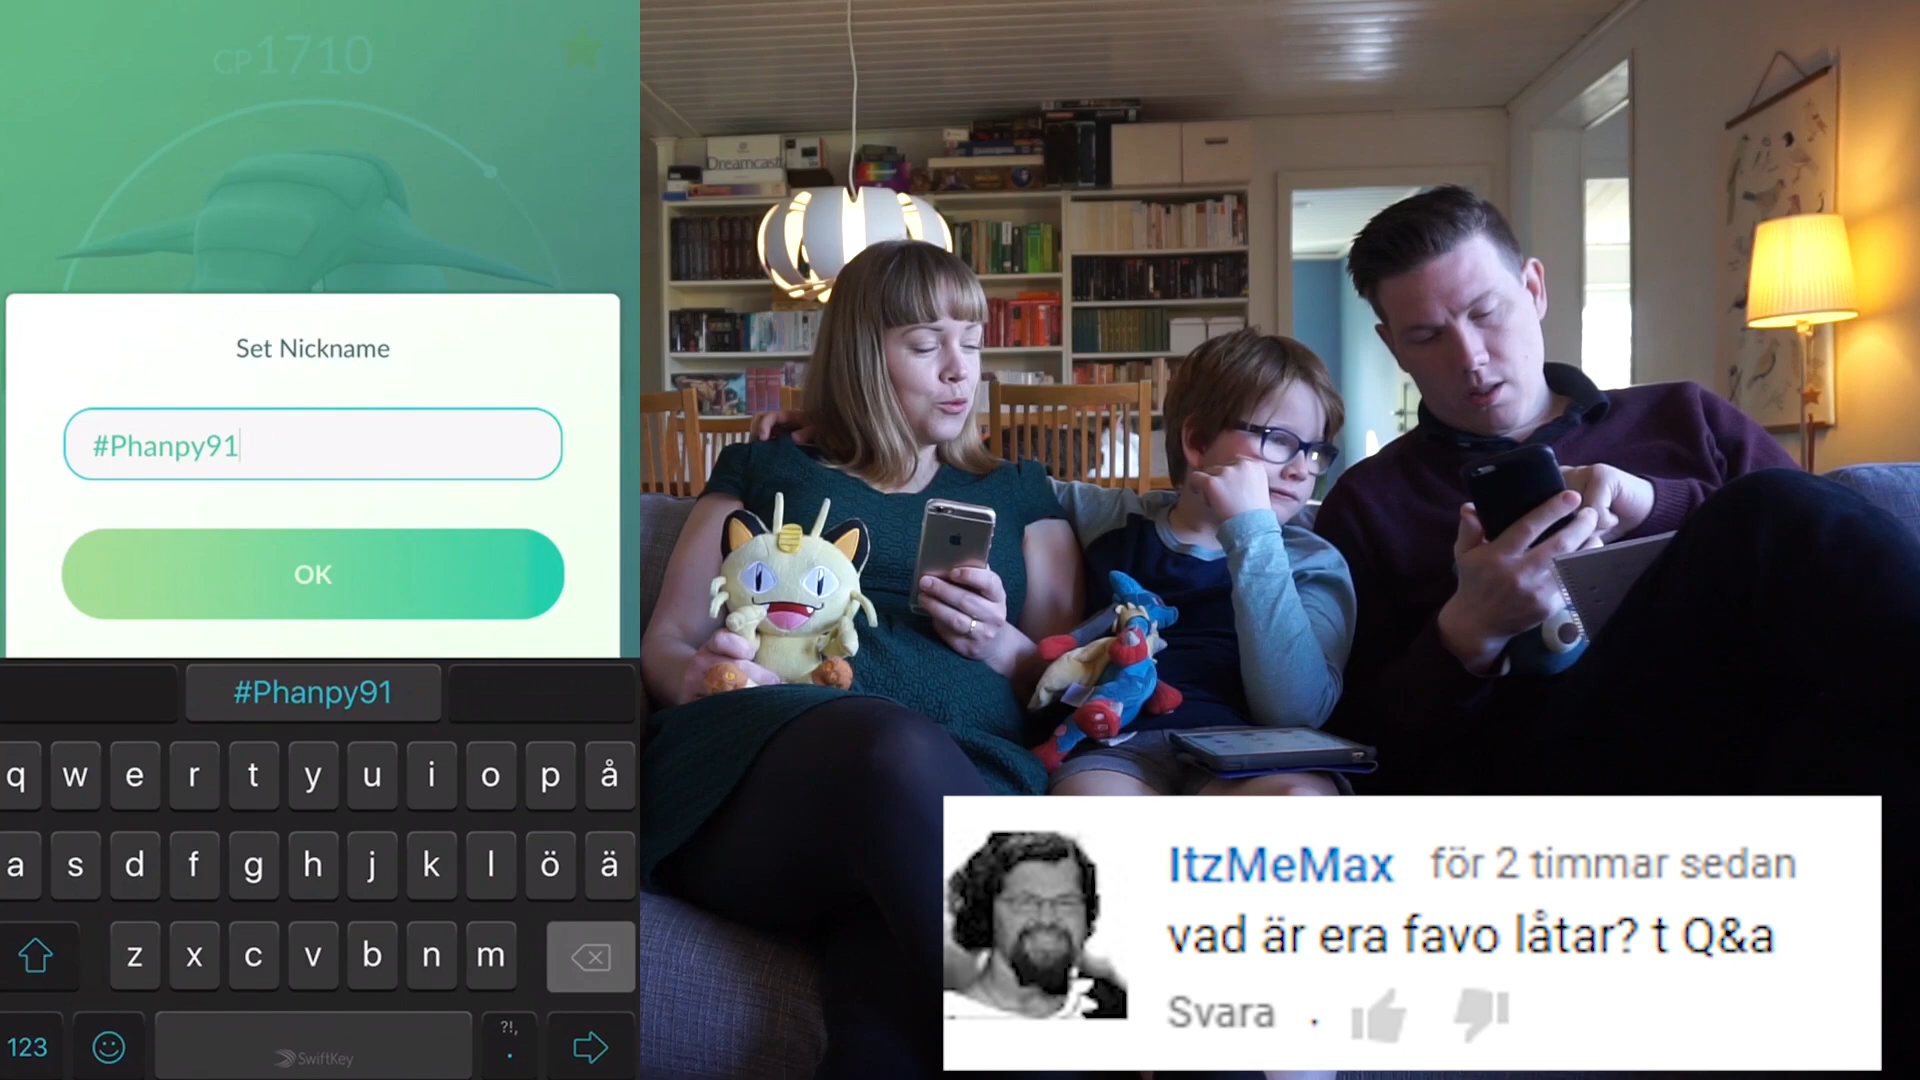 CP1710
Set Nickname
#Phanpy91
OK
#Phanpy91
q w e r t y u i o p å
a s d f g h j k l ö ä
z x c v b n m
123
?!,
.
SwiftKey
Dreamcast
ItzMeMax för 2 timmar sedan
vad är era favo låtar? t Q&a
Svara .